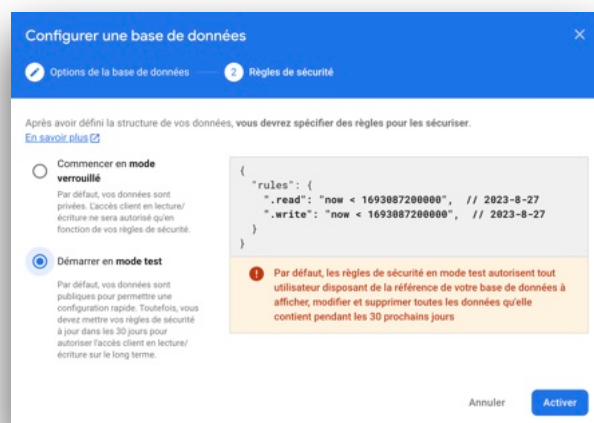 Configurer une base de données
Options de la base de données
2 Règles de sécurité
Après avoir défini la structure de vos données, vous devrez spécifier des règles pour les sécuriser.
En savoir plus
Commencer en mode
verrouillé
Par défaut, vos données sont
privées. L'accès client en lecture/
écriture ne sera autorisé qu'en
fonction de vos règles de sécurité.
Démarrer en mode test
Par défaut, vos données sont
publiques pour permettre une
configuration rapide. Toutefois, vous
devez mettre vos règles de sécurité
à jour dans les 30 jours pour
autoriser l'accès client en lecture/
écriture sur le long terme.
{
"rules": {
".read": "now < 1693087200000", // 2023-8-27
".write": "now < 1693087200000", // 2023-8-27
}
}
Par défaut, les règles de sécurité en mode test autorisent tout
utilisateur disposant de la référence de votre base de données à
afficher, modifier et supprimer toutes les données qu'elle
contient pendant les 30 prochains jours
Annuler
Activer